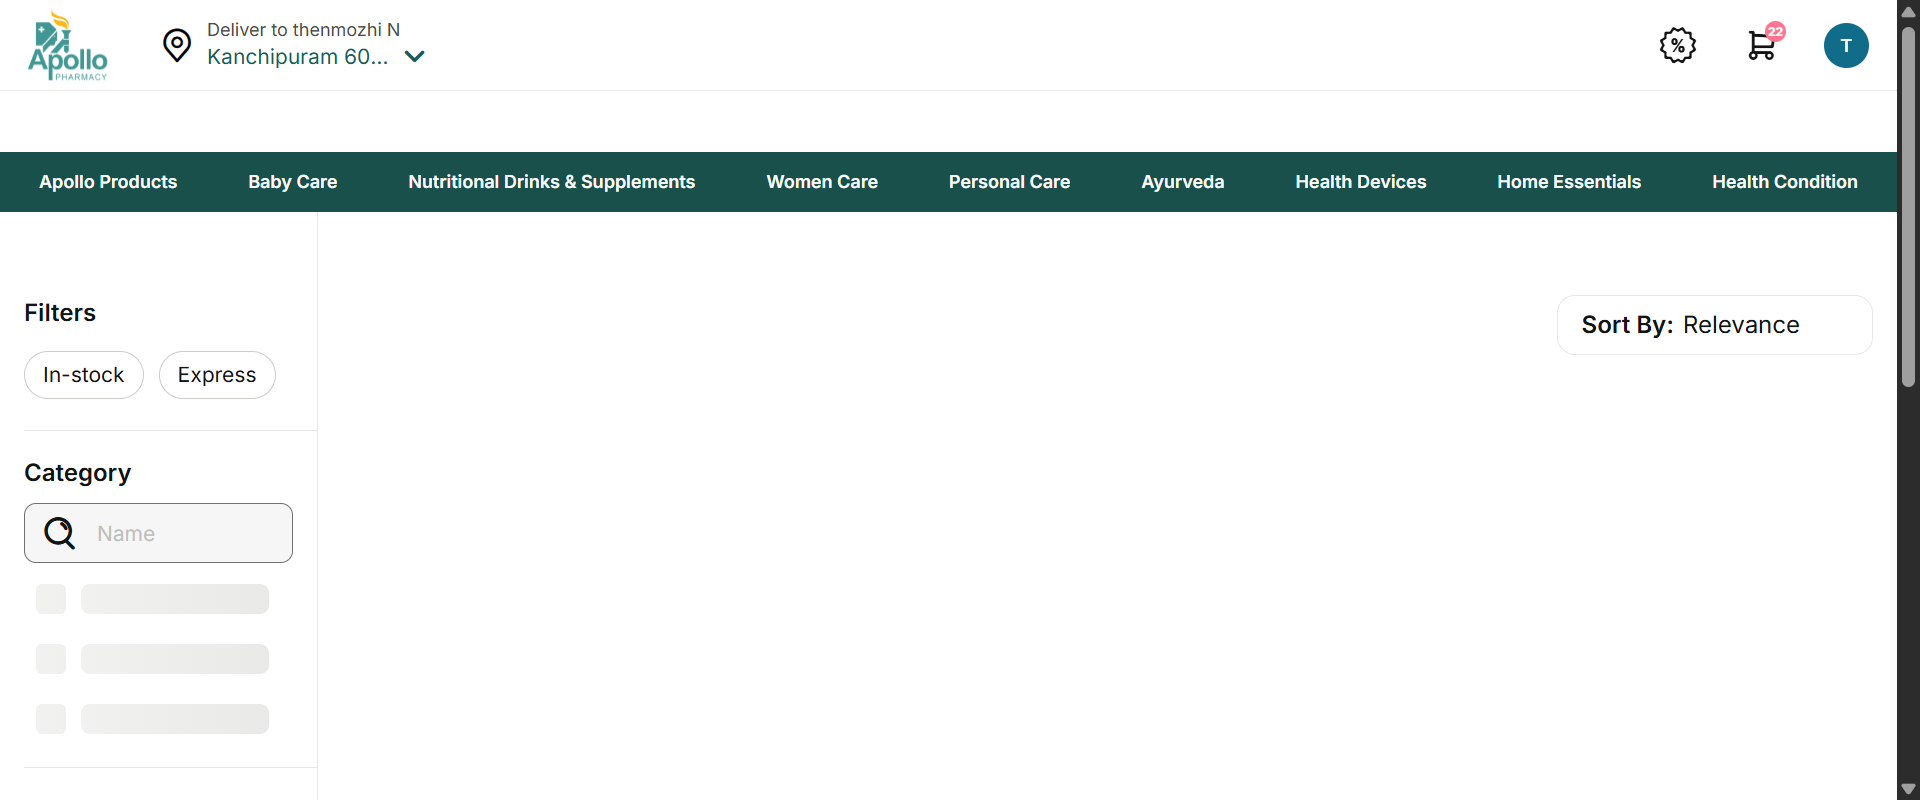 Apollo
PHARMACY
Deliver to thenmozhi N
Kanchipuram 60...
%
22
T
Apollo Products
Baby Care
Nutritional Drinks & Supplements
Women Care
Personal Care
Ayurveda
Health Devices
Home Essentials
Health Condition
Filters
In-stock
Express
Sort By: Relevance
Category
Name